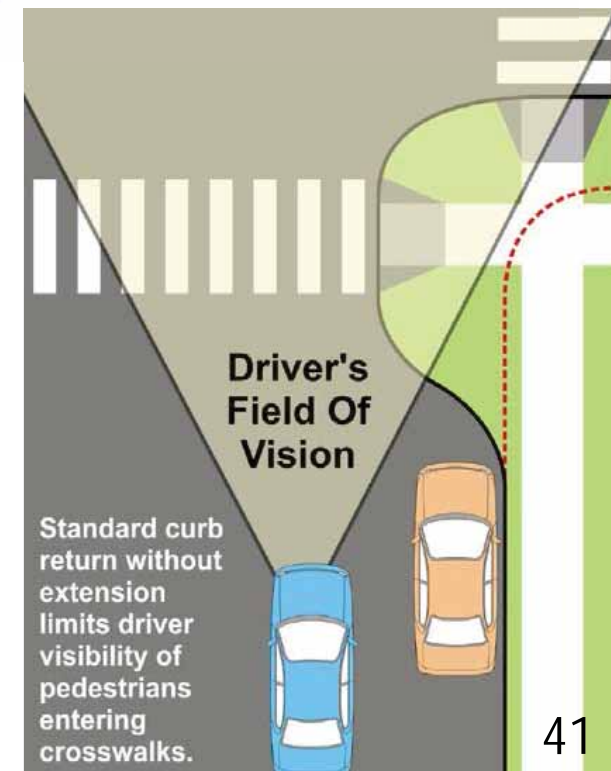 Driver's
Field Of
Vision
Standard curb
return without
extension
limits driver
visibility of
pedestrians
entering
crosswalks.
41